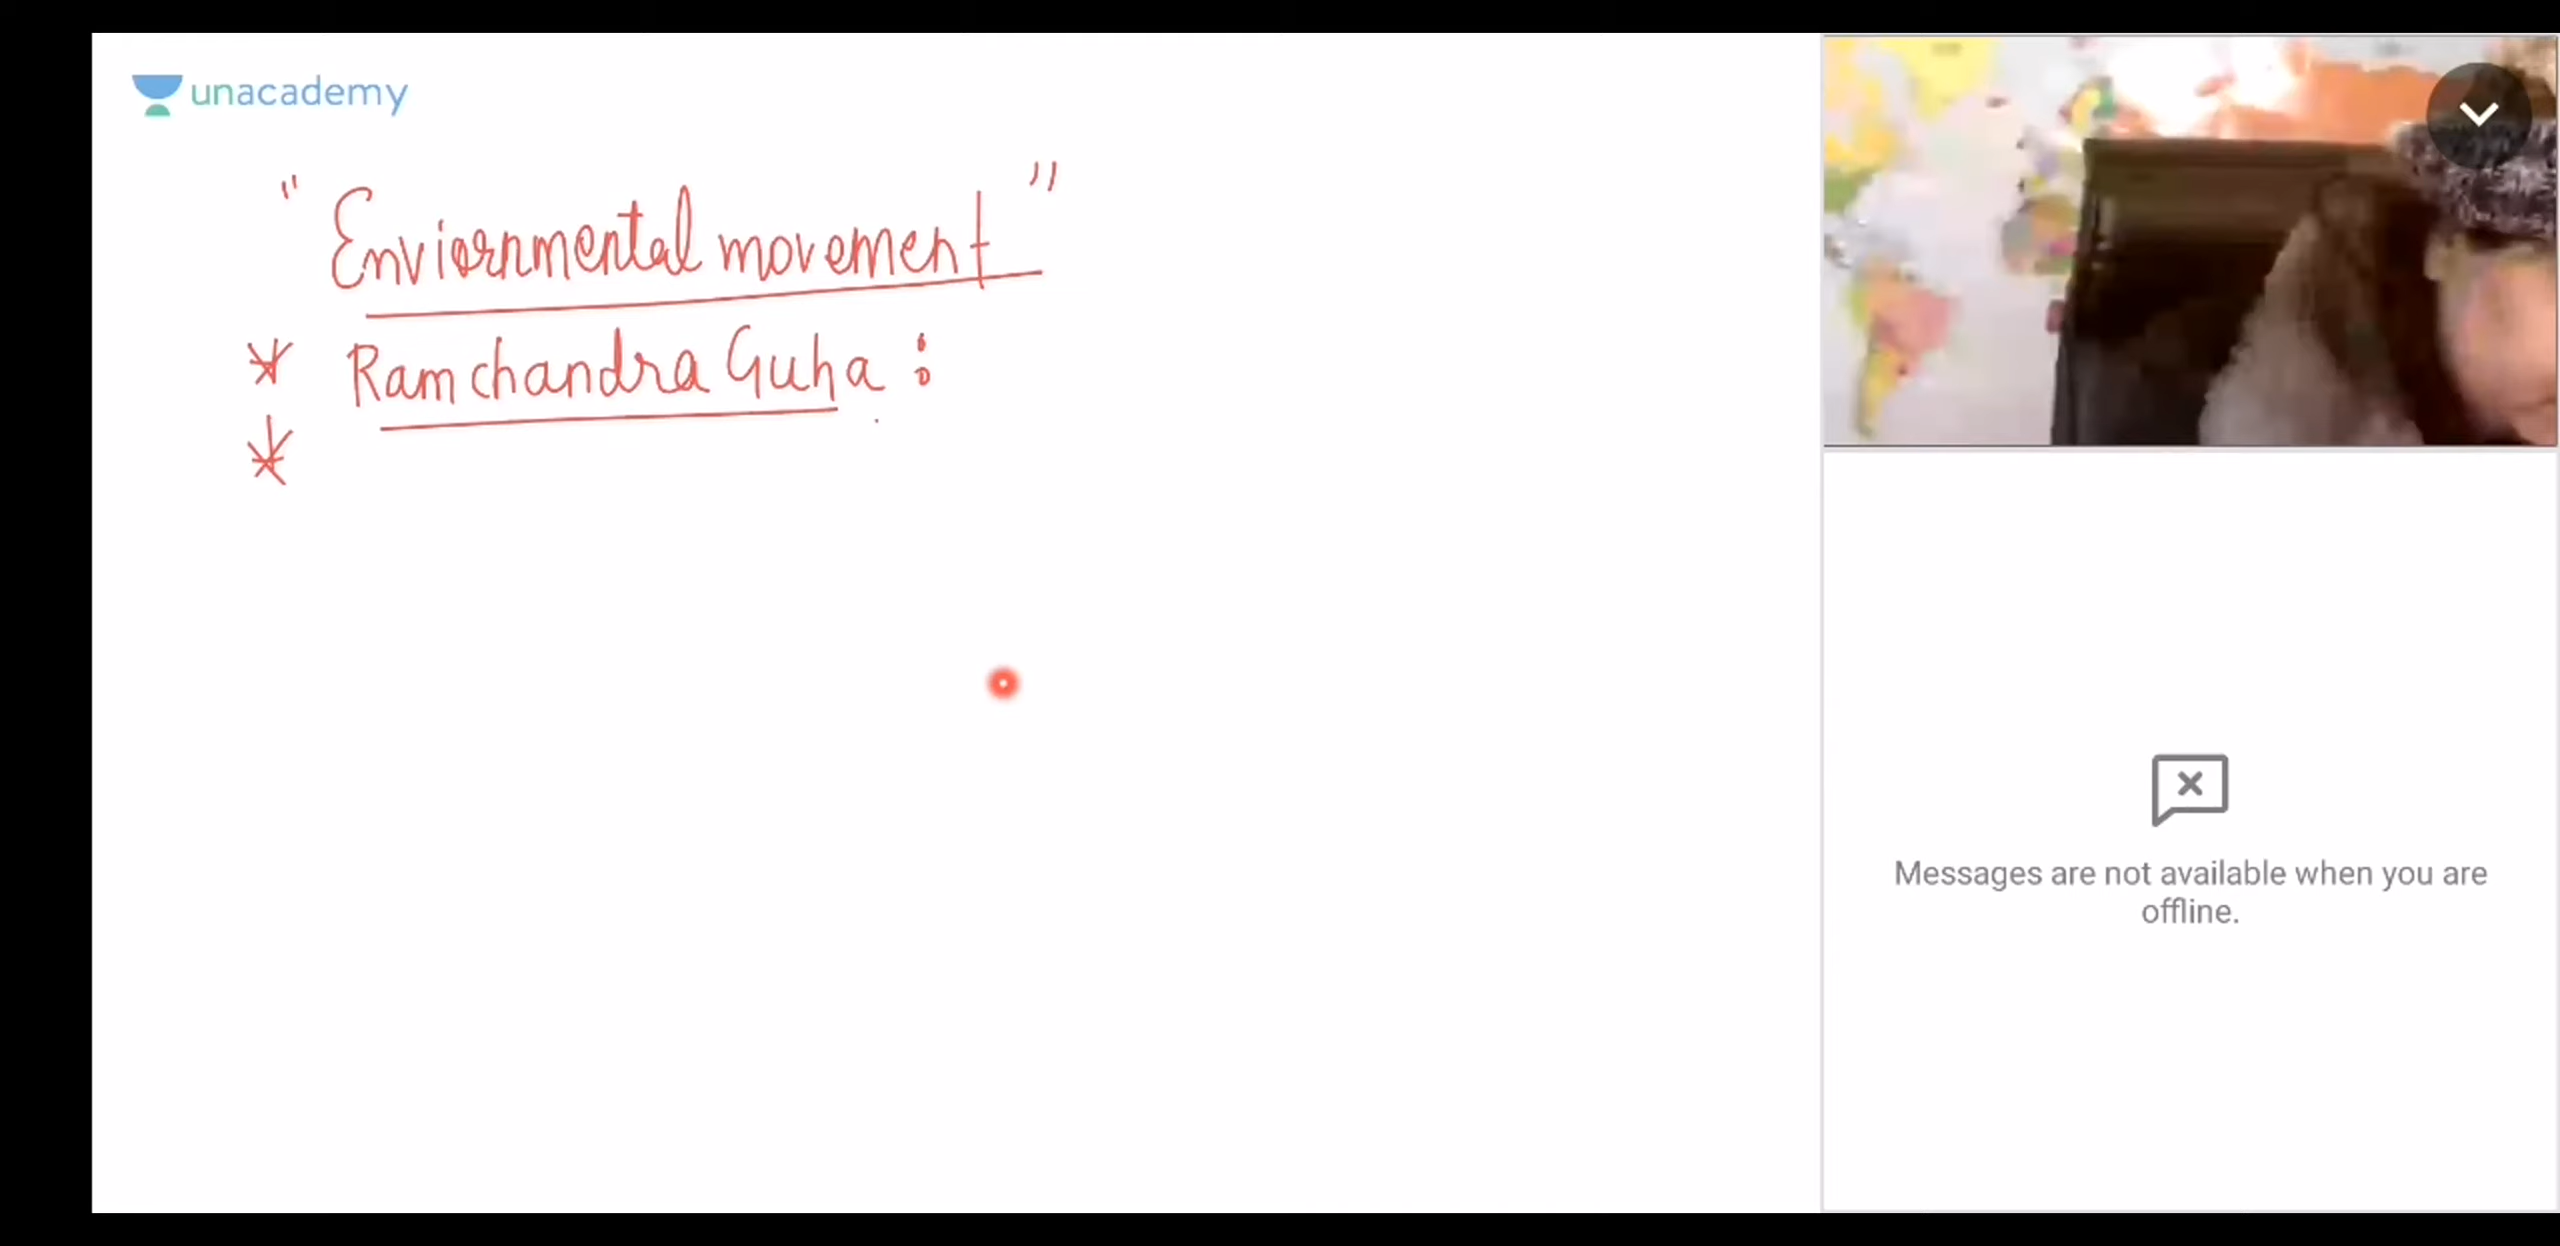 unacademy
" Enviornmental movement "
* Ramchandra Guha :
*
Messages are not available when you are
offline.